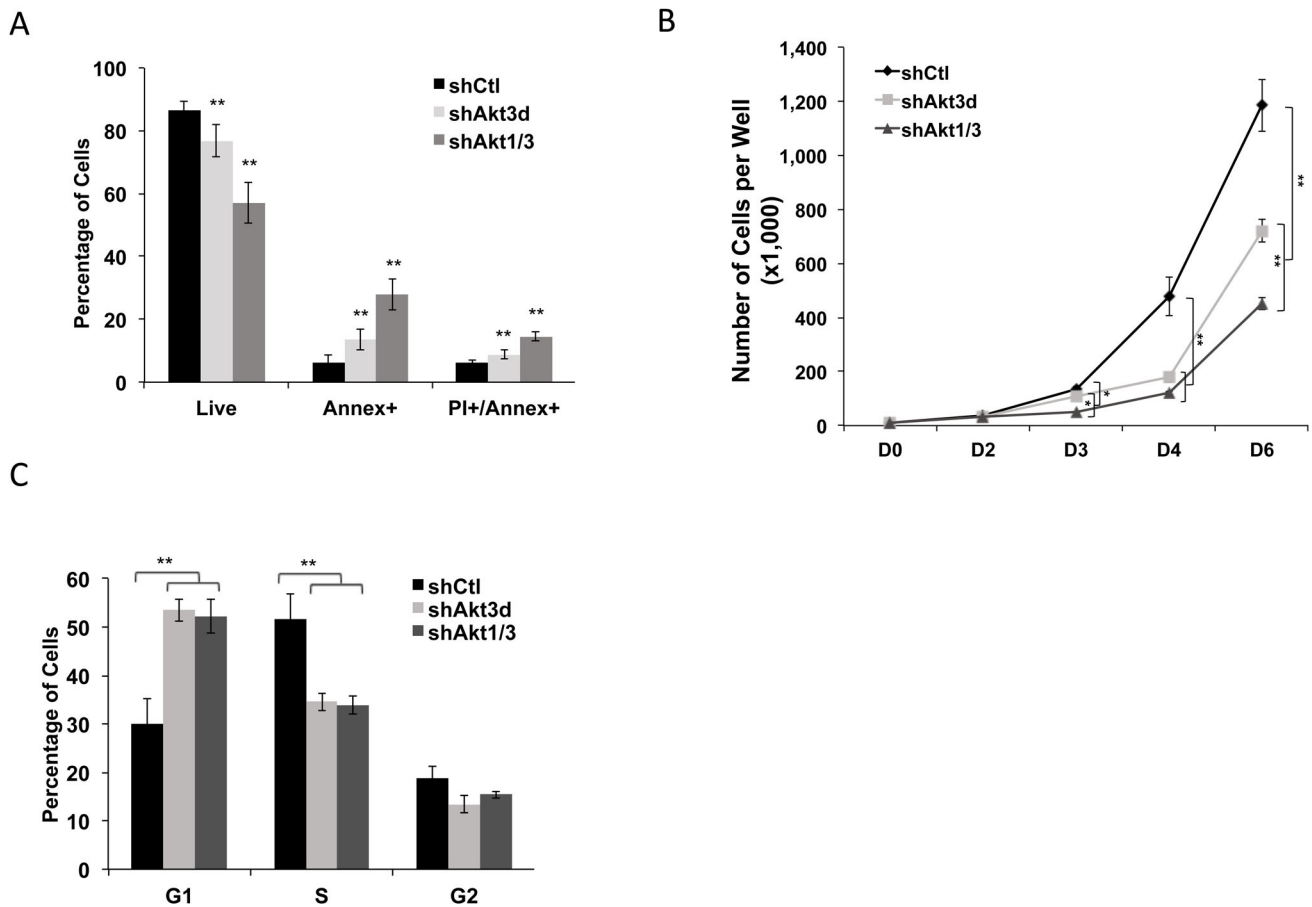 A
100
80
60
40
20
0
Percentage of Cells
shCtl
shAkt3d
shAkt1/3
**
**
**
**
**
**
Live Annex+ PI+/Annex+
B
1,400
1,200
1,000
800
600
400
200
0
Number of Cells per Well
(x1,000)
shCtl
shAkt3d
shAkt1/3
*
*
**
**
**
D0 D2 D3 D4 D6
C
60
50
40
30
20
10
0
Percentage of Cells
** **
shCtl
shAkt3d
shAkt1/3
G1 S G2